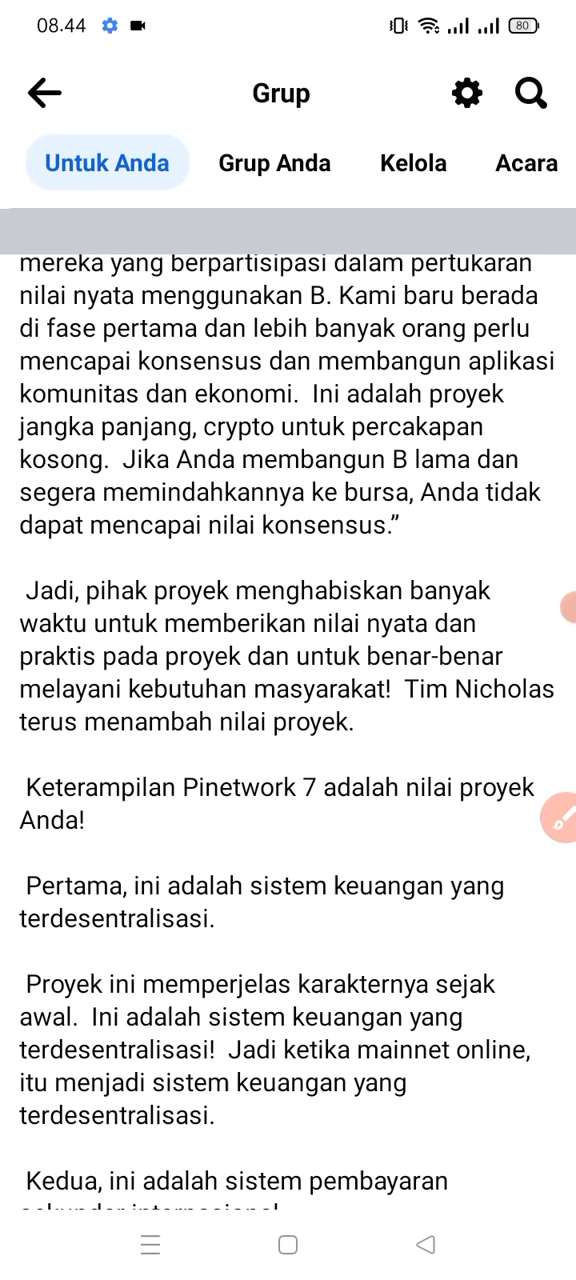 08.44
80
Grup
Untuk Anda
Grup Anda
Kelola
Acara
mereka yang berpartisipasi dalam pertukaran
nilai nyata menggunakan B. Kami baru berada
di fase pertama dan lebih banyak orang perlu
mencapai konsensus dan membangun aplikasi
komunitas dan ekonomi.  Ini adalah proyek
jangka panjang, crypto untuk percakapan
kosong.  Jika Anda membangun B lama dan
segera memindahkannya ke bursa, Anda tidak
dapat mencapai nilai konsensus.”
Jadi, pihak proyek menghabiskan banyak
waktu untuk memberikan nilai nyata dan
praktis pada proyek dan untuk benar-benar
melayani kebutuhan masyarakat!  Tim Nicholas
terus menambah nilai proyek.
Keterampilan Pinetwork 7 adalah nilai proyek
Anda!
Pertama, ini adalah sistem keuangan yang
terdesentralisasi.
Proyek ini memperjelas karakternya sejak
awal.  Ini adalah sistem keuangan yang
terdesentralisasi!  Jadi ketika mainnet online,
itu menjadi sistem keuangan yang
terdesentralisasi.
Kedua, ini adalah sistem pembayaran